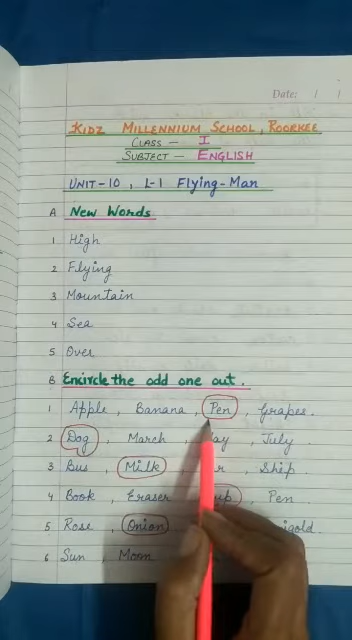 Date: / /
KIDZ MILLENNIUM SCHOOL, ROORKEE
CLASS - I
SUBJECT - ENGLISH
UNIT-10, L-1 Flying-Man
A New Words
1 High
2 Flying
3 Mountain
4 Sea
5 Over
B Encircle the odd one out.
1 Apple, Banana, Pen, Grapes.
2 Dog, March, July.
3 Bus, Milk, Ship
4 Book, Eraser, Pen
5 Rose, Onion
6 Sun, Moon